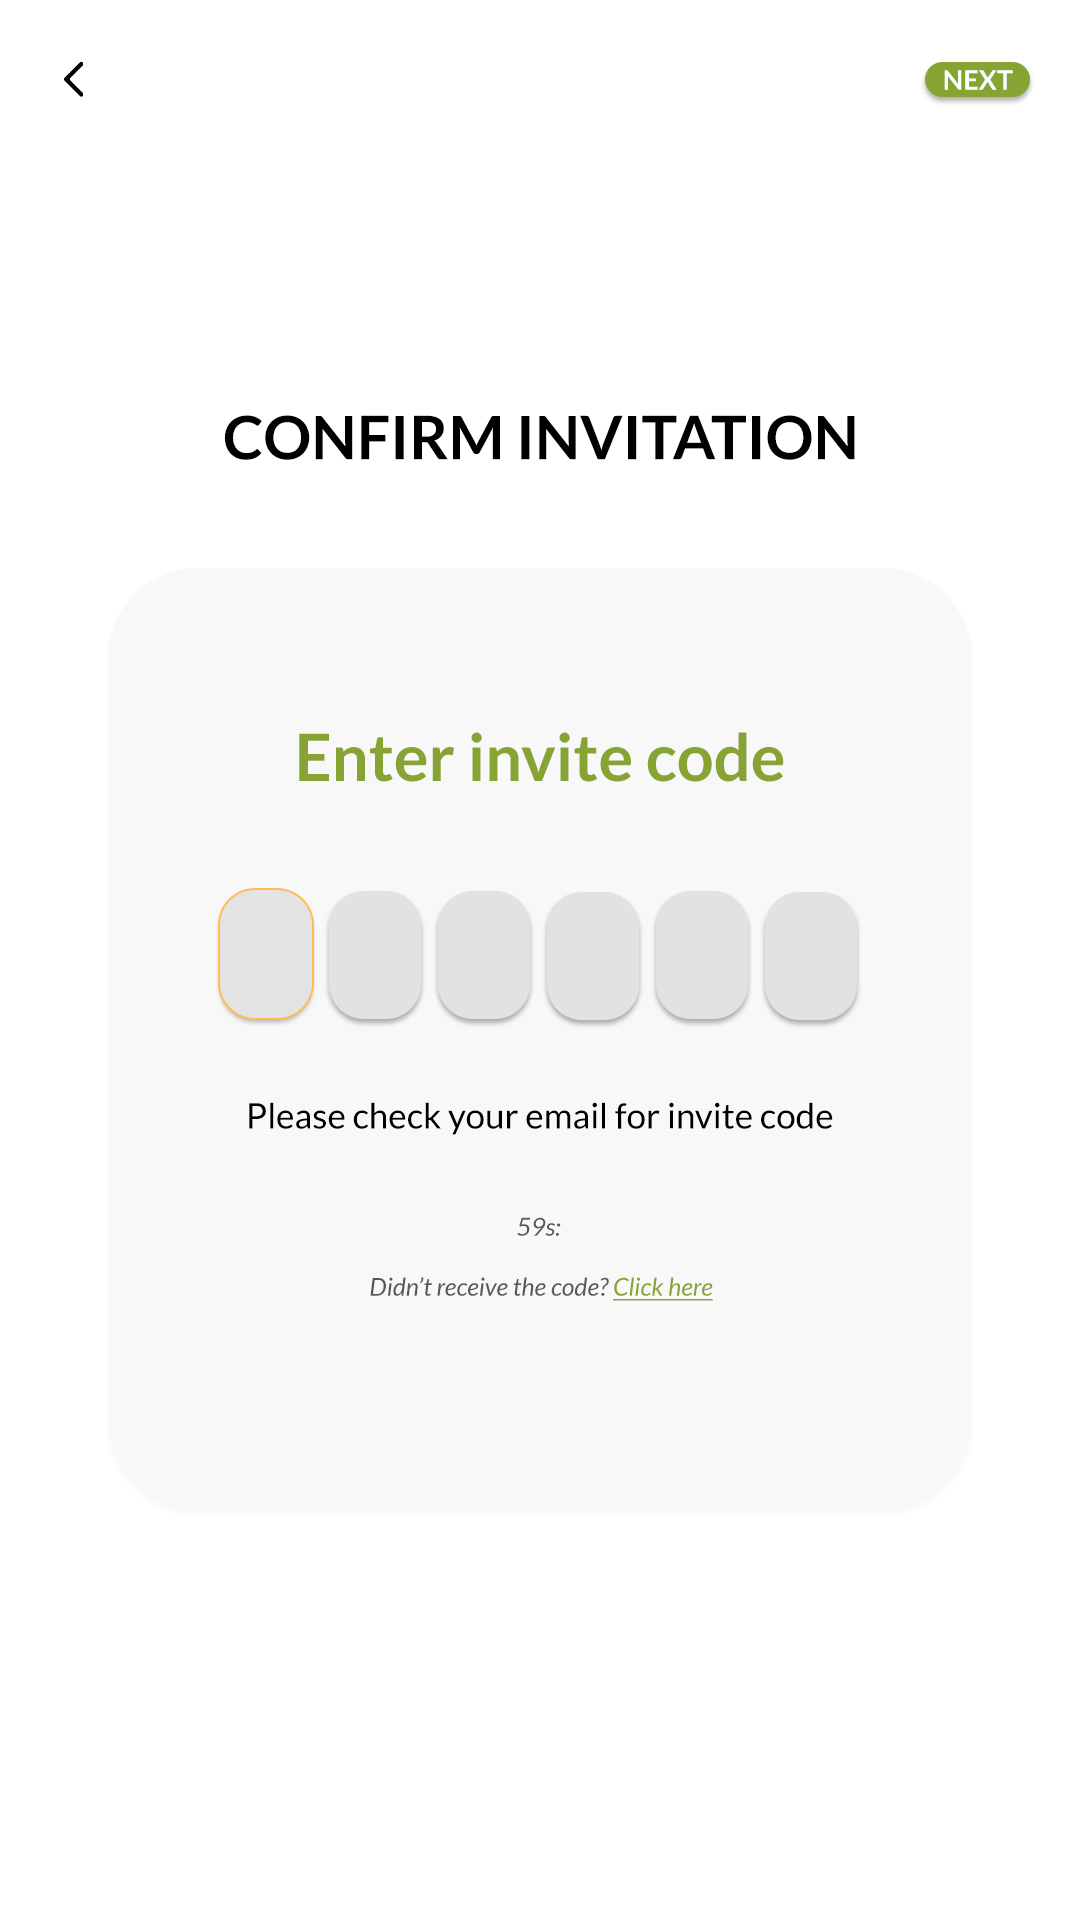 NEXT
CONFIRM INVITATION
Enter invite code
Please check your email for invite code
59s:
Didn’t receive the code? Click here